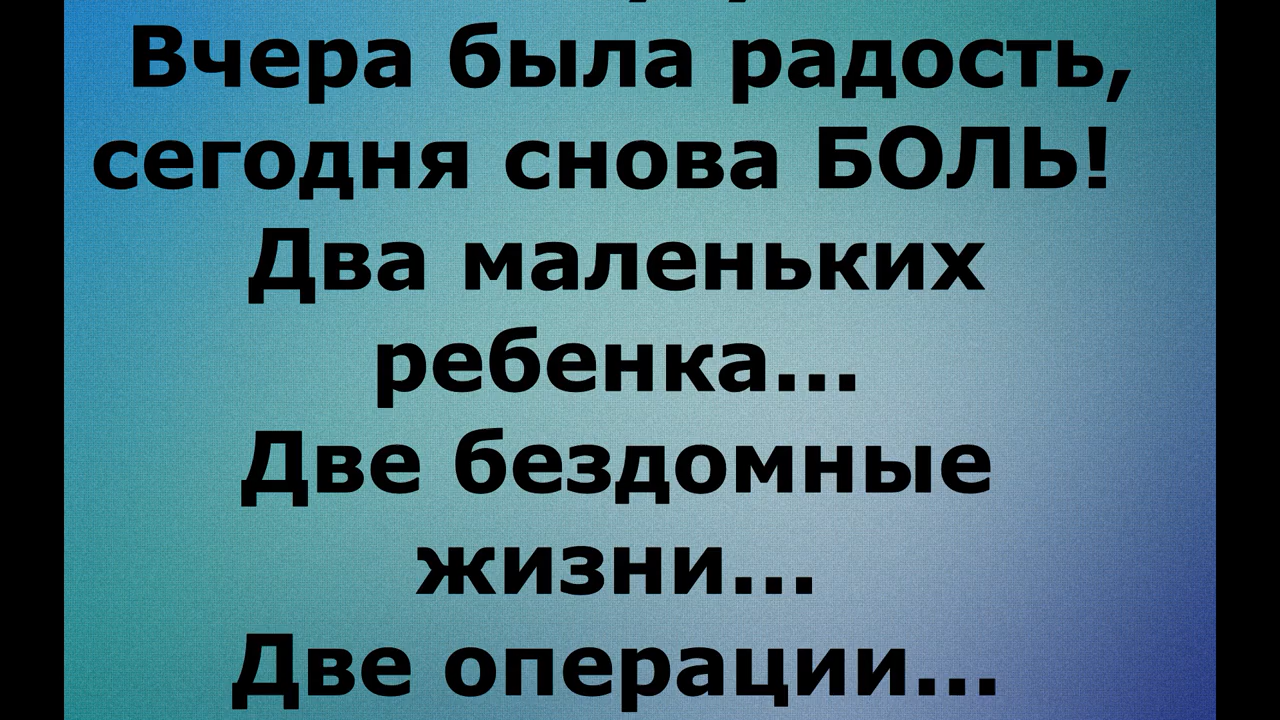 Вчера была радость,
сегодня снова БОЛЬ!
Два маленьких
ребенка...
Две бездомные
жизни...
Две операции...